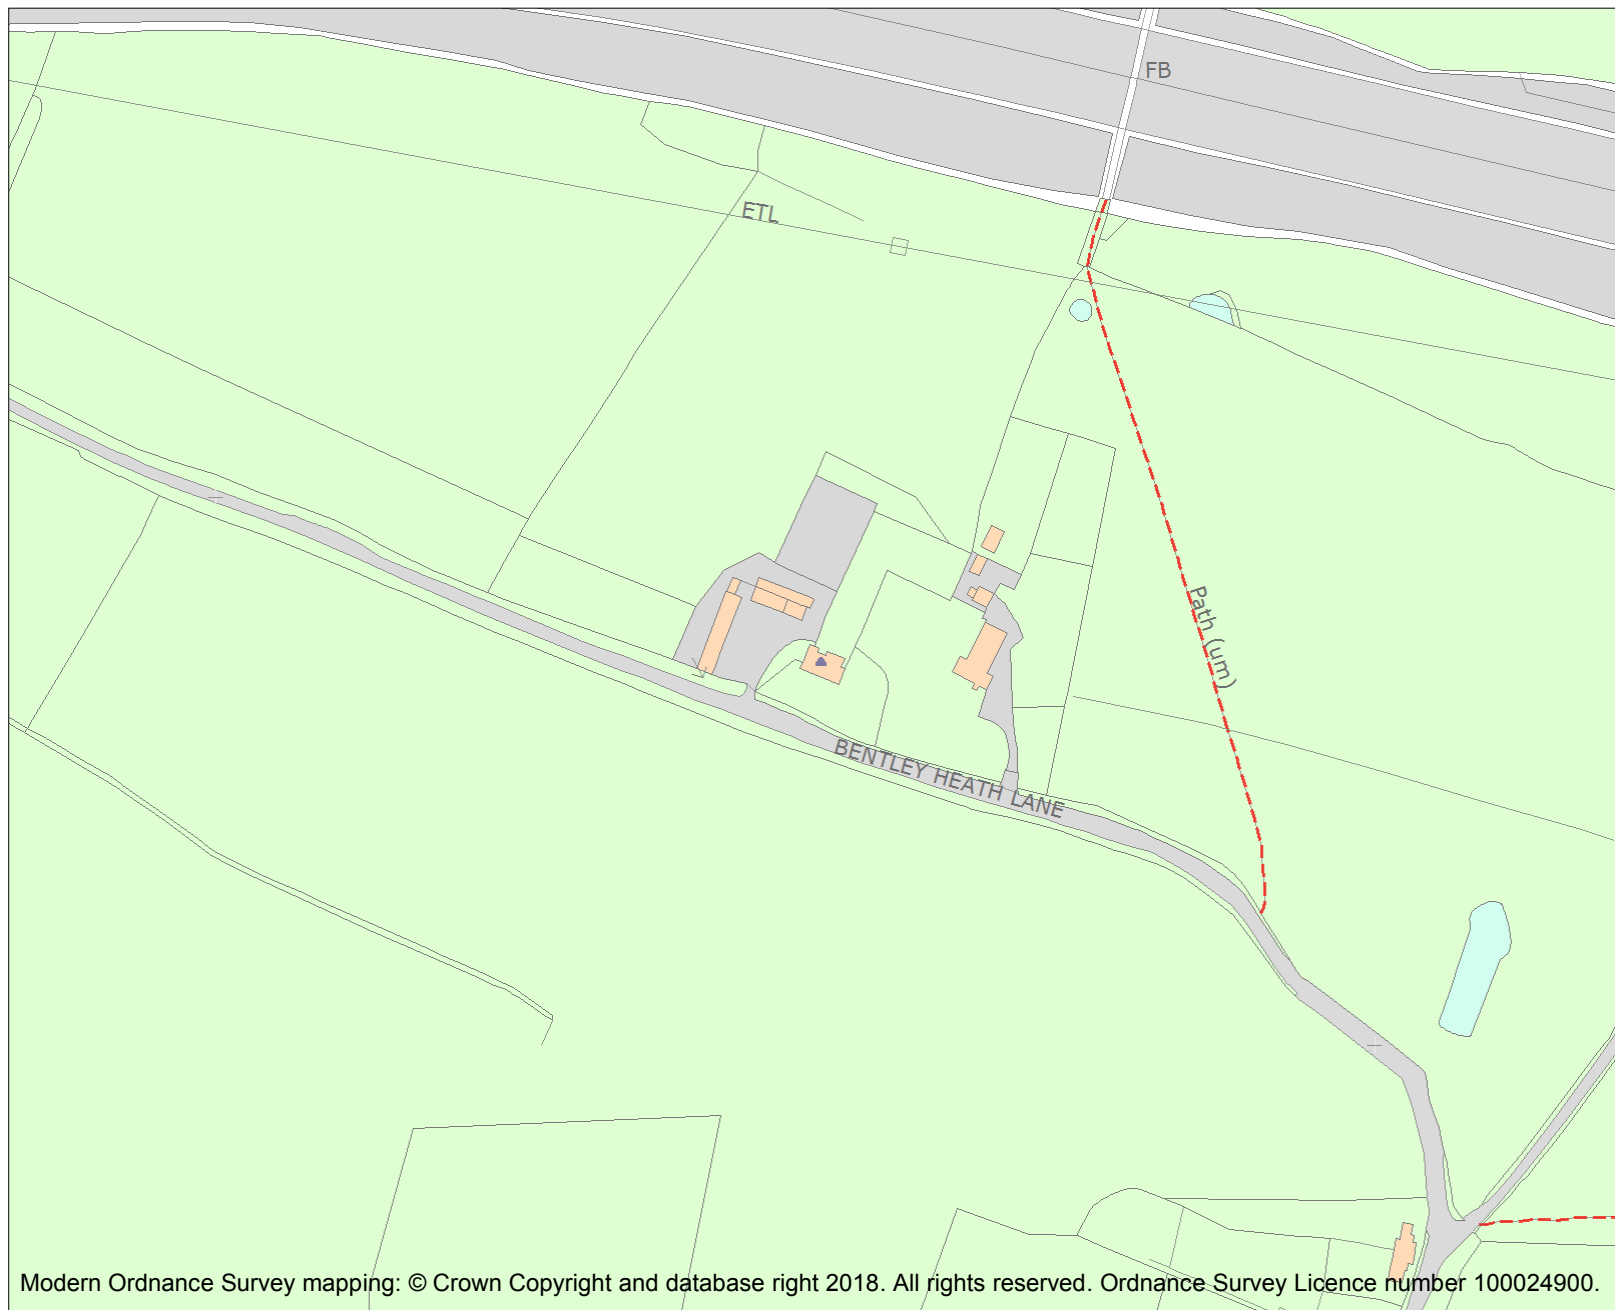 FB
ETL
Path (um)
BENTLEY HEATH LANE
Modern Ordnance Survey mapping: © Crown Copyright and database right 2018. All rights reserved. Ordnance Survey Licence number 100024900.